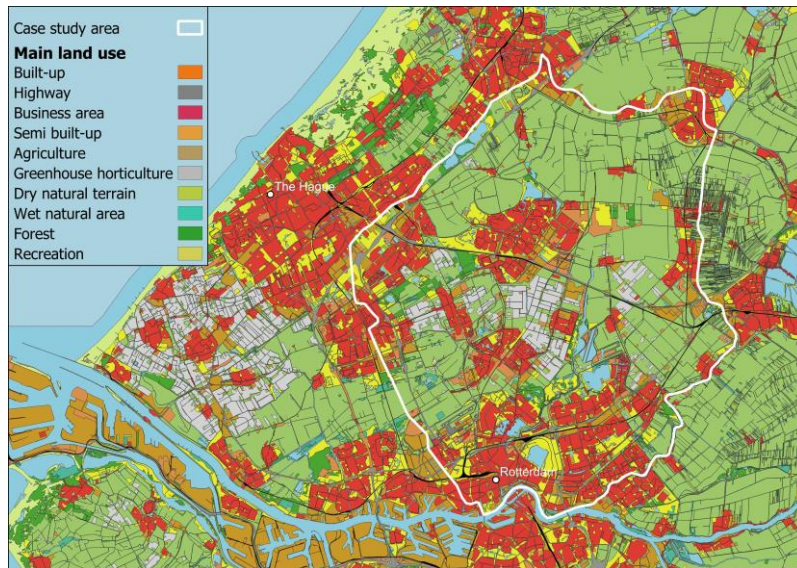 Case study area
Main land use
Built-up
Highway
Business area
Semi built-up
Agriculture
Greenhouse horticulture
Dry natural terrain
Wet natural area
Forest
Recreation
The Hague
Rotterdam